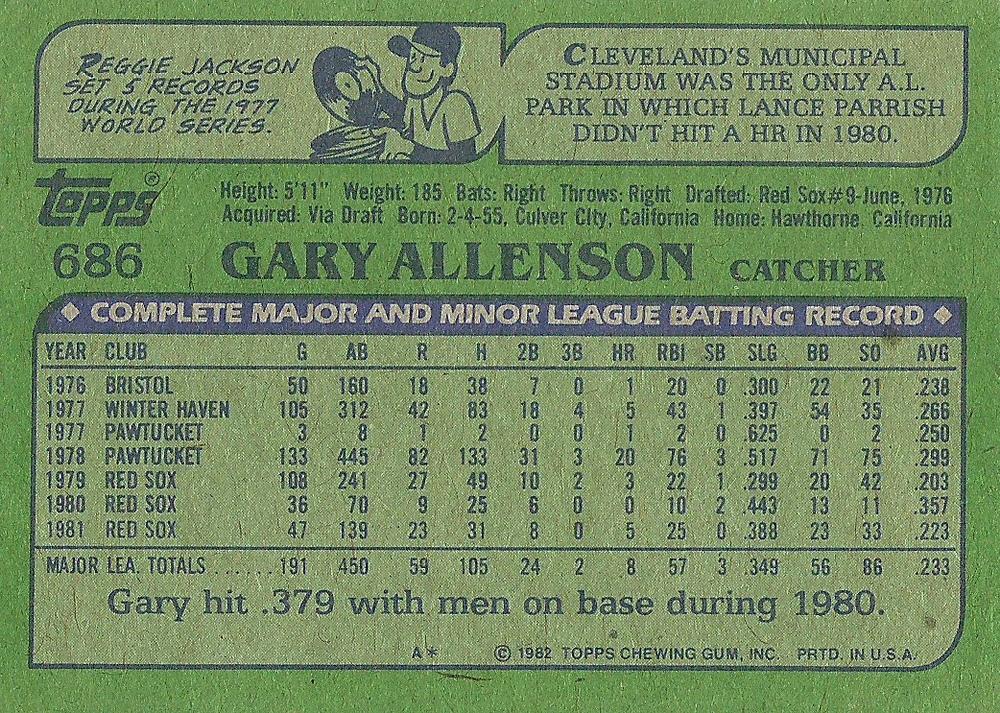 REGGIE JACKSON
SET 5 RECORDS
DURING THE 1977
WORLD SERIES.
CLEVELAND'S MUNICIPAL
STADIUM WAS THE ONLY A.L.
PARK IN WHICH LANCE PARRISH
DIDN'T HIT A HR IN 1980.
Topps®
Height: 5'11" Weight: 185 Bats: Right Throws: Right Drafted: Red Sox#9-June, 1976
Acquired: Via Draft Born: 2-4-55, Culver City, California Home: Hawthorne, California
686 GARY ALLENSON CATCHER
◆ COMPLETE MAJOR AND MINOR LEAGUE BATTING RECORD ◆
YEAR CLUB G AB R H 2B 3B HR RBI SB SLG BB SO AVG
1976 BRISTOL 50 160 18 38 7 0 1 20 0 .300 22 21 .238
1977 WINTER HAVEN 105 312 42 83 18 4 5 43 1 .397 54 35 .266
1977 PAWTUCKET 3 8 1 2 0 0 1 2 0 .625 0 2 .250
1978 PAWTUCKET 133 445 82 133 31 3 20 76 3 .517 71 75 .299
1979 RED SOX 108 241 27 49 10 2 3 22 1 .299 20 42 .203
1980 RED SOX 36 70 9 25 6 0 0 10 2 .443 13 11 .357
1981 RED SOX 47 139 23 31 8 0 5 25 0 .388 23 33 .223
MAJOR LEA. TOTALS ...... 191 450 59 105 24 2 8 57 3 .349 56 86 .233
Gary hit .379 with men on base during 1980.
A* © 1982 TOPPS CHEWING GUM, INC. PRTD. IN U.S.A.